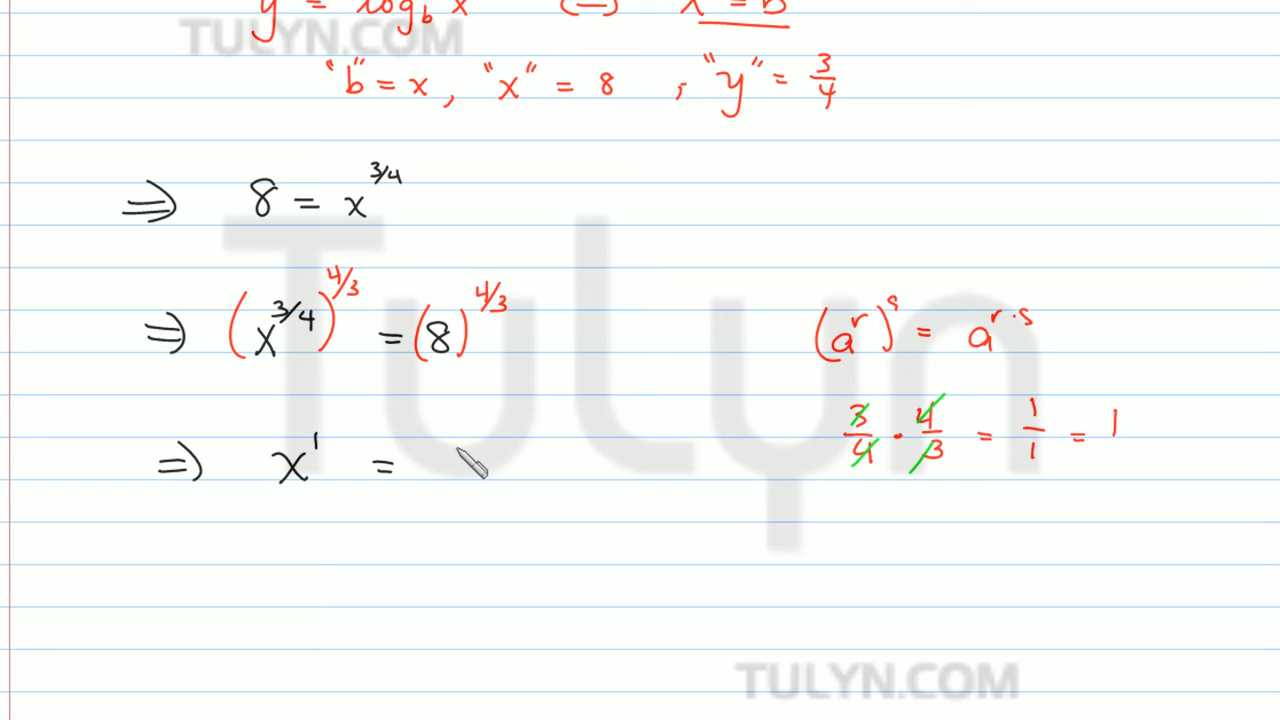 y = log_b x (=) x = b
TULYN.COM
"b" = x, "x" = 8, "y" = 3/4
⇒ 8 = x^(3/4)
TULYN
⇒ (x^(3/4))^(4/3) = (8)^(4/3)
(a^r)^s = a^(r·s)
3/4 · 4/3 = 1/1 = 1
⇒ x^1 =
TULYN.COM